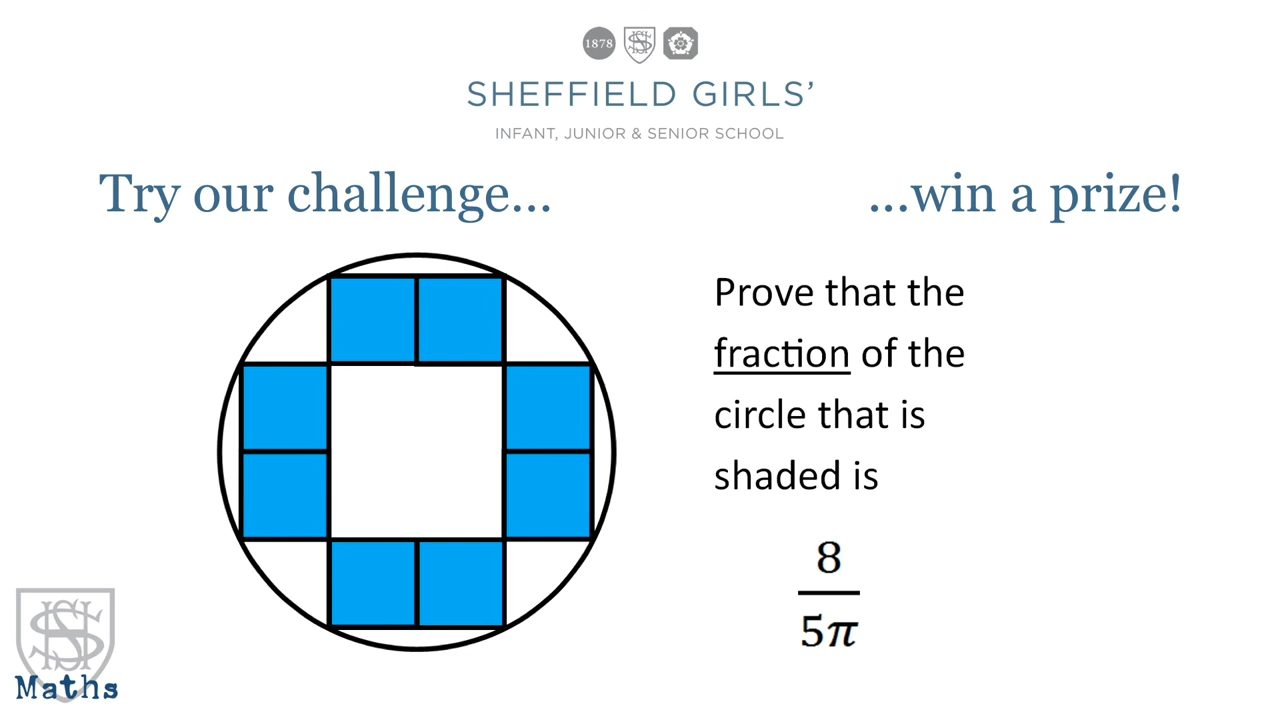 1878
SHEFFIELD GIRLS’
INFANT, JUNIOR & SENIOR SCHOOL
Try our challenge...
...win a prize!
Prove that the
fraction of the
circle that is
shaded is
8
5π
Maths